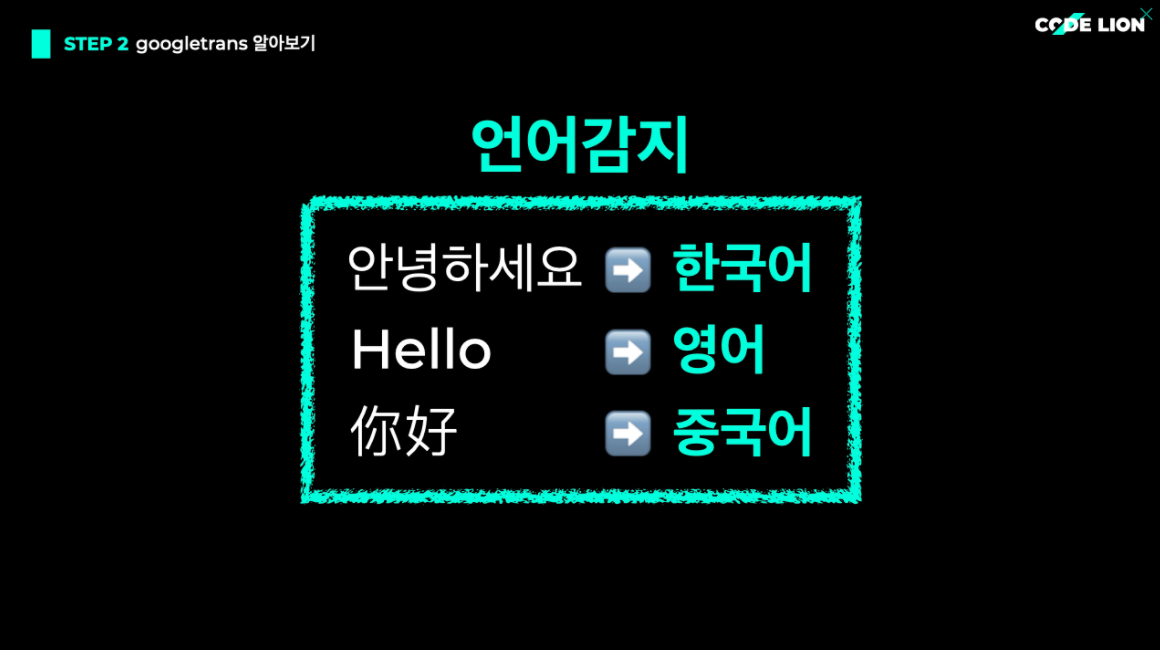 STEP 2 googletrans 알아보기
CODE LION
언어감지
안녕하세요 ➡ 한국어
Hello ➡ 영어
你好 ➡ 중국어